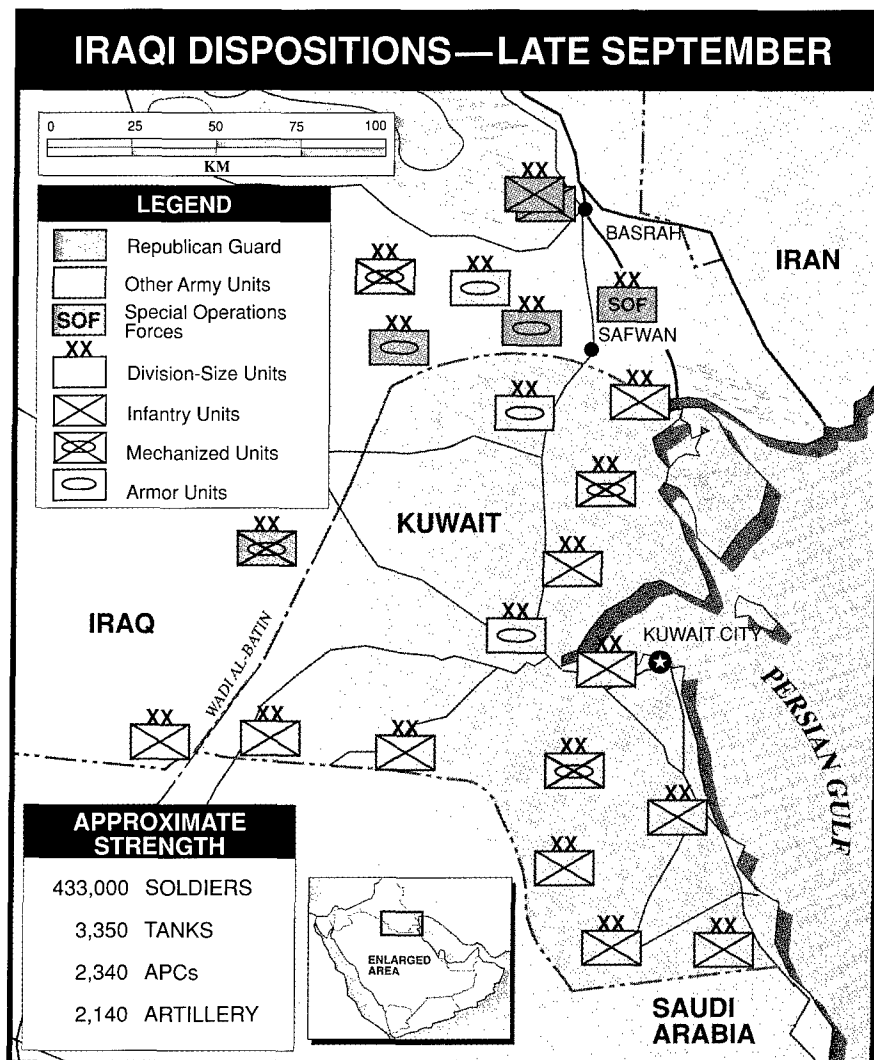 IRAQI DISPOSITIONS—LATE SEPTEMBER
0 25 50 75 100
KM
LEGEND
Republican Guard
Other Army Units
SOF Special Operations
Forces
XX
Division-Size Units
Infantry Units
Mechanized Units
Armor Units
XX
BASRAH
IRAN
XX
XX
XX
SOF
XX
XX
SAFWAN
XX
XX
XX
KUWAIT
XX
XX
IRAQ
XX
KUWAIT CITY
XX
WADI AL-BATIN
PERSIAN GULF
XX
XX
XX
XX
XX
XX
XX
XX
APPROXIMATE
STRENGTH
433,000 SOLDIERS
3,350 TANKS
2,340 APCs
2,140 ARTILLERY
ENLARGED
AREA
SAUDI
ARABIA